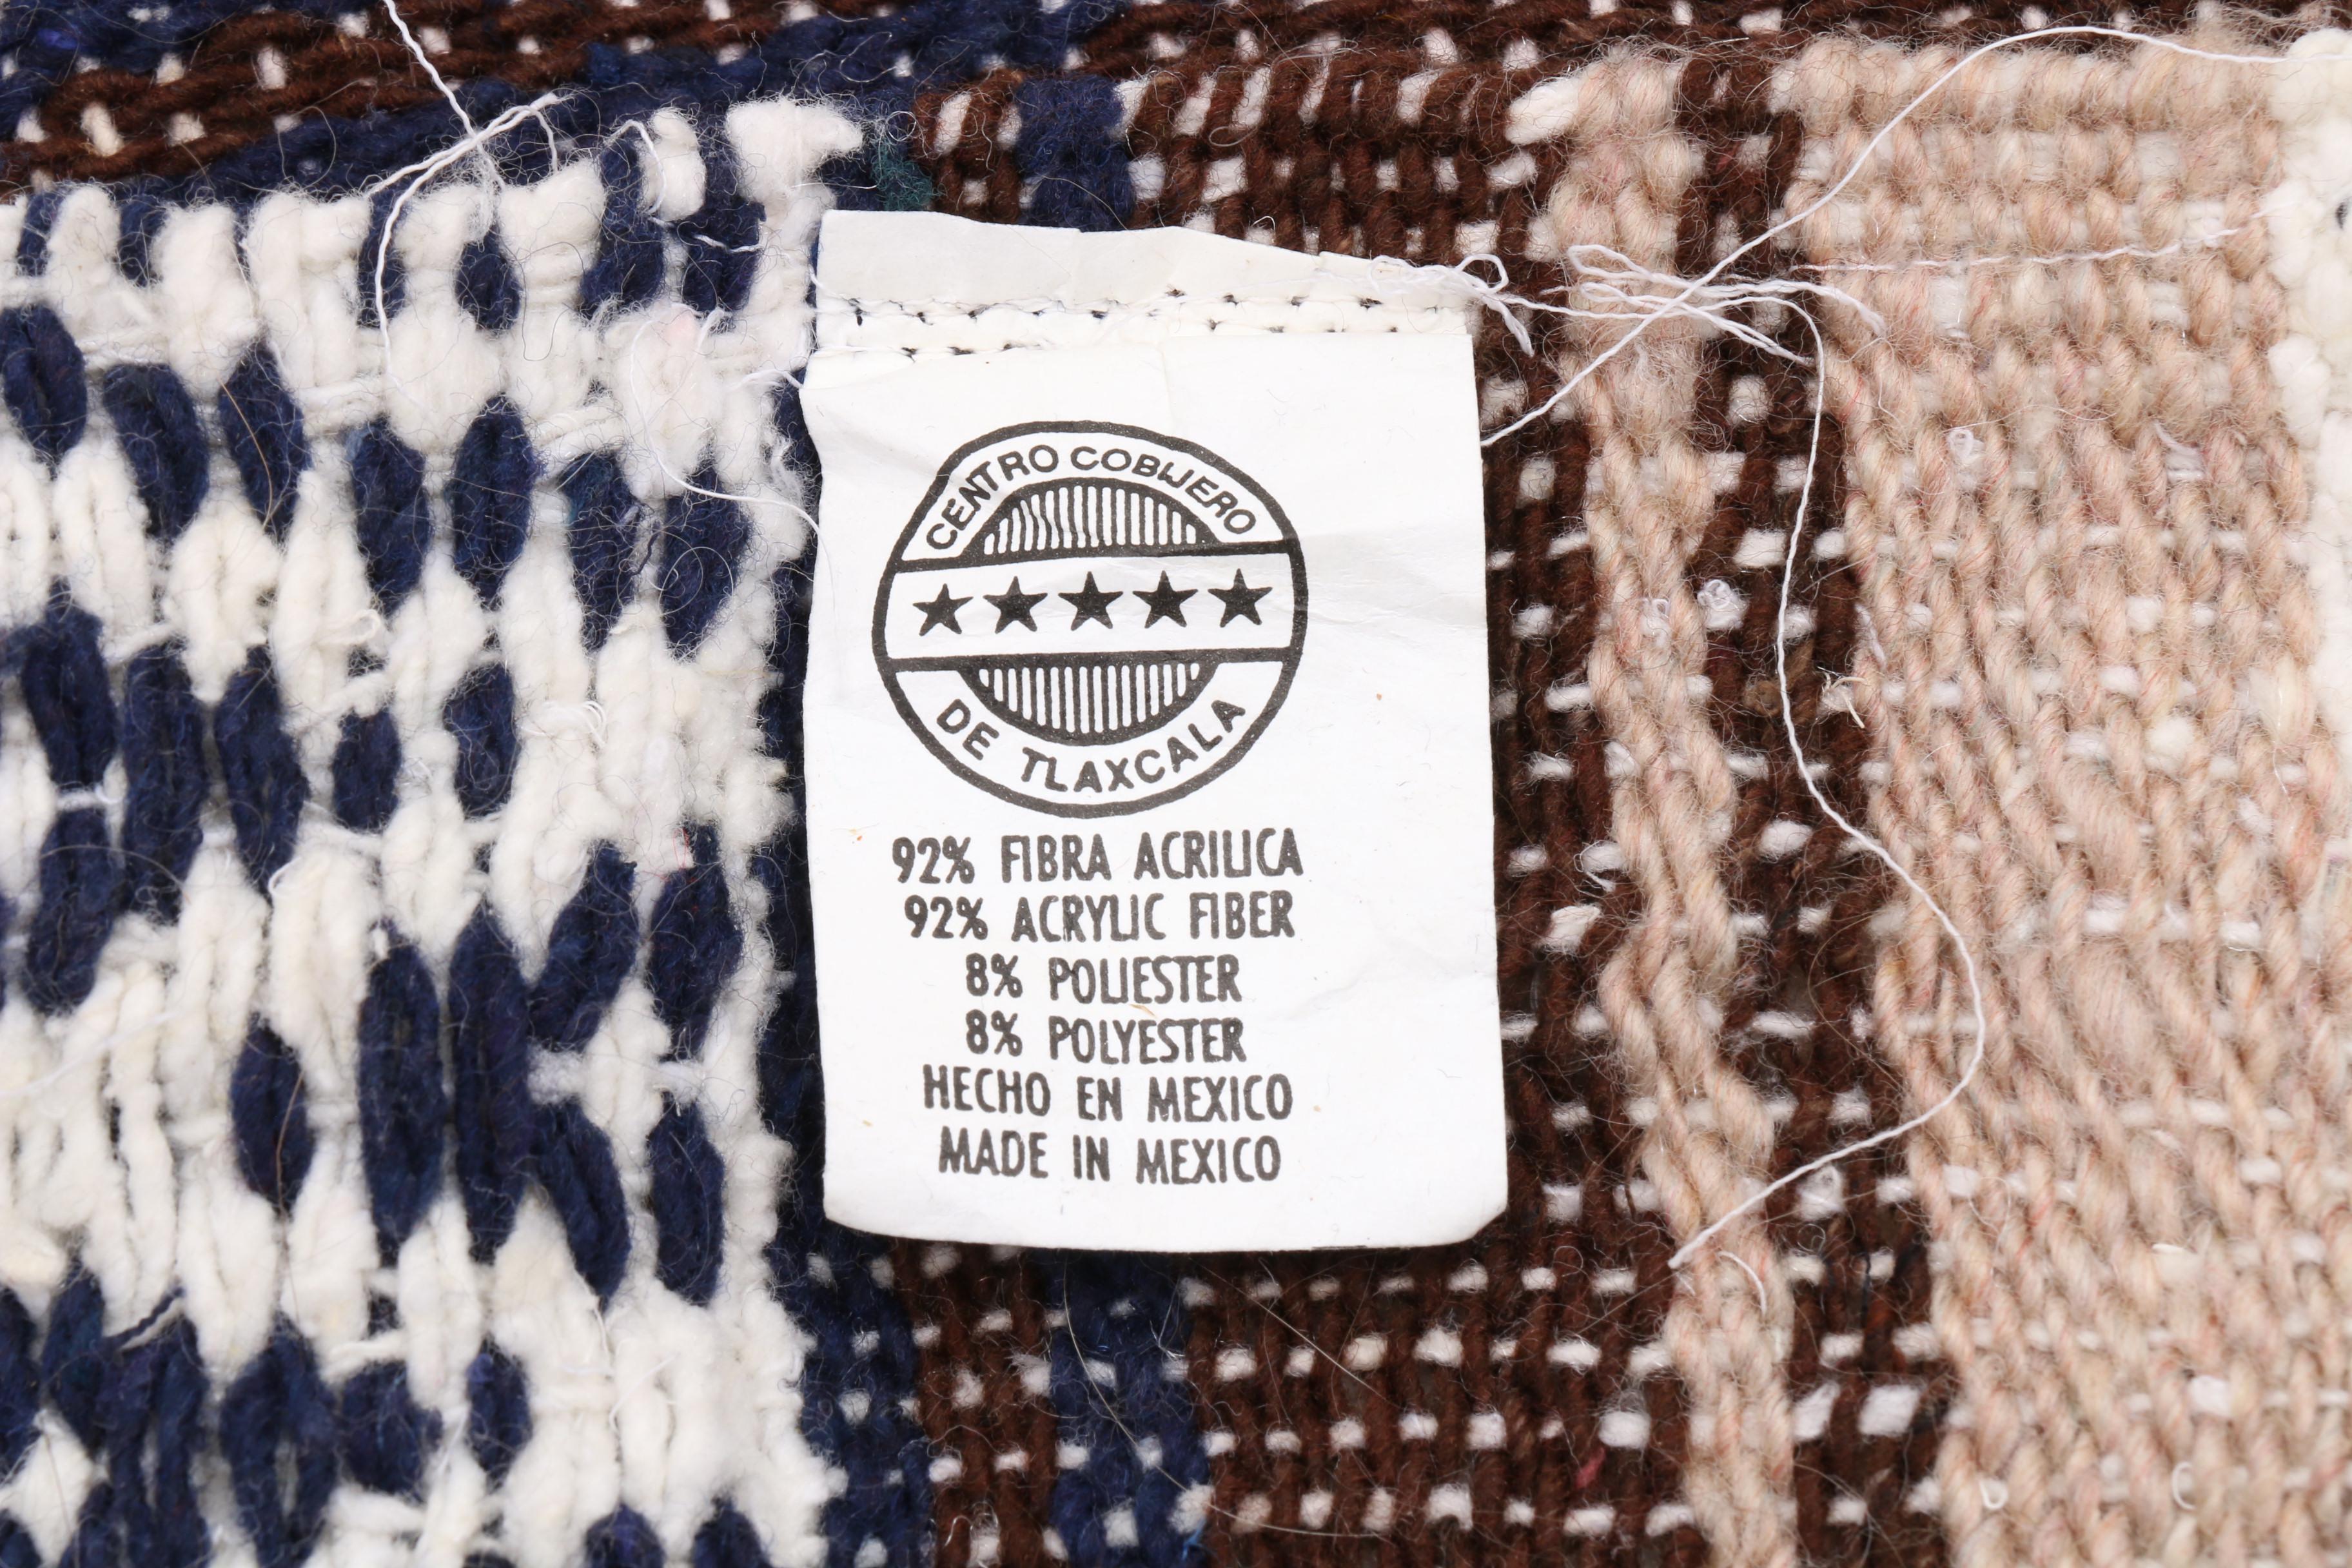 CENTRO COBIJERO
DE TLAXCALA
92% FIBRA ACRILICA
92% ACRYLIC FIBER
8% POLIESTER
8% POLYESTER
HECHO EN MEXICO
MADE IN MEXICO